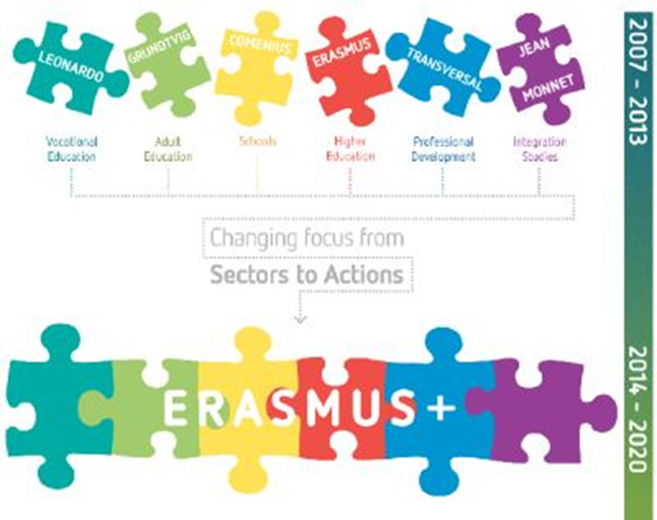 LEONARDO
GRUNDTVIG
COMENIUS
ERASMUS
TRANSVERSAL
JEAN
MONNET
Vocational
Education
Adult
Education
Schools
Higher
Education
Professional
Development
Integration
Studies
2007 - 2013
Changing focus from
Sectors to Actions
ERASMUS+
2014 - 2020